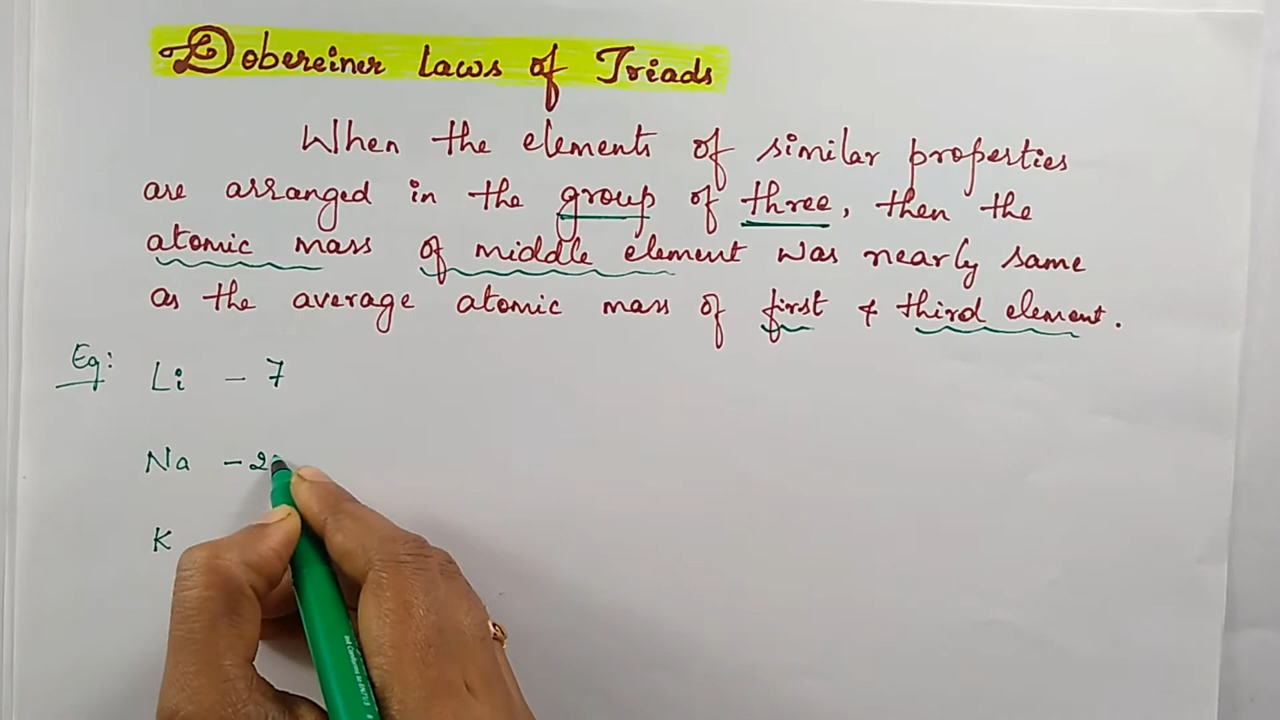 Dobereiner Laws of Triads
When the elements of similar properties
are arranged in the group of three, then the
atomic mass of middle element was nearly same
as the average atomic mass of first & third element.
Eg: Li - 7
Na - 2
K